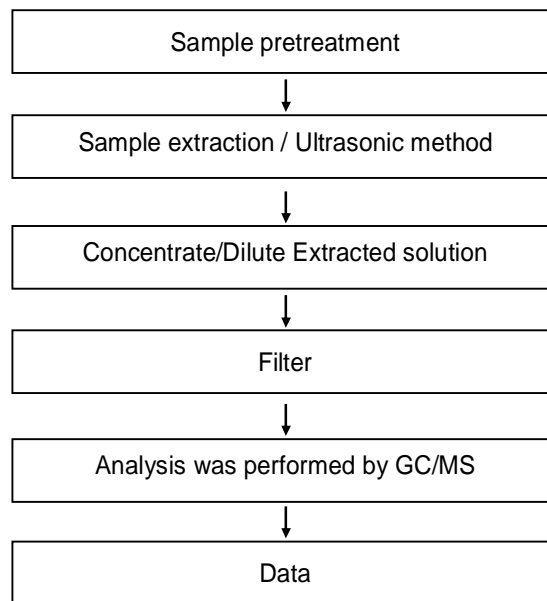 Sample pretreatment
Sample extraction / Ultrasonic method
Concentrate/Dilute Extracted solution
Filter
Analysis was performed by GC/MS
Data